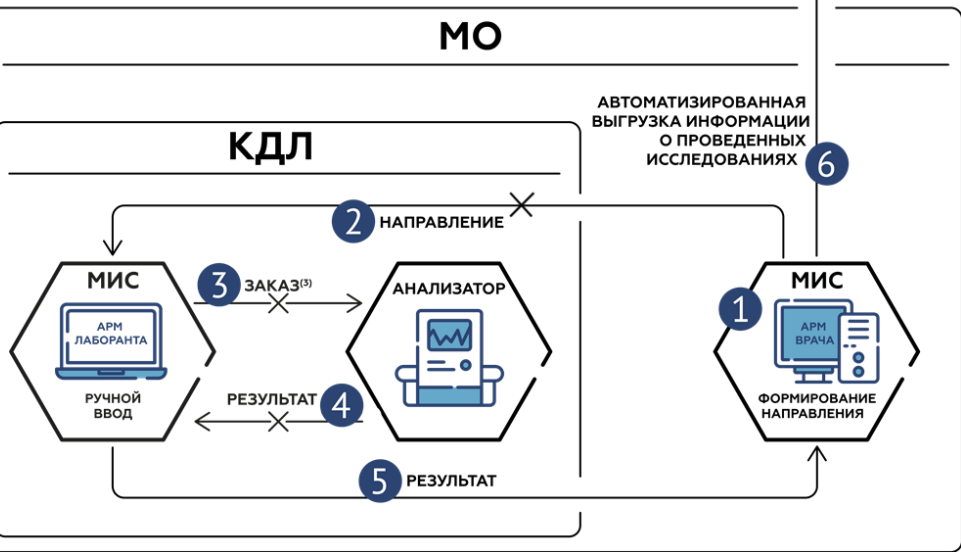 МО
АВТОМАТИЗИРОВАННАЯ
ВЫГРУЗКА ИНФОРМАЦИИ
О ПРОВЕДЕННЫХ
ИССЛЕДОВАНИЯХ
6
КДЛ
2 НАПРАВЛЕНИЕ
МИС
АРМ
ЛАБОРАНТА
РУЧНОЙ
ВВОД
3 ЗАКАЗ⁽³⁾
АНАЛИЗАТОР
РЕЗУЛЬТАТ 4
1
МИС
АРМ
ВРАЧА
ФОРМИРОВАНИЕ
НАПРАВЛЕНИЯ
5 РЕЗУЛЬТАТ